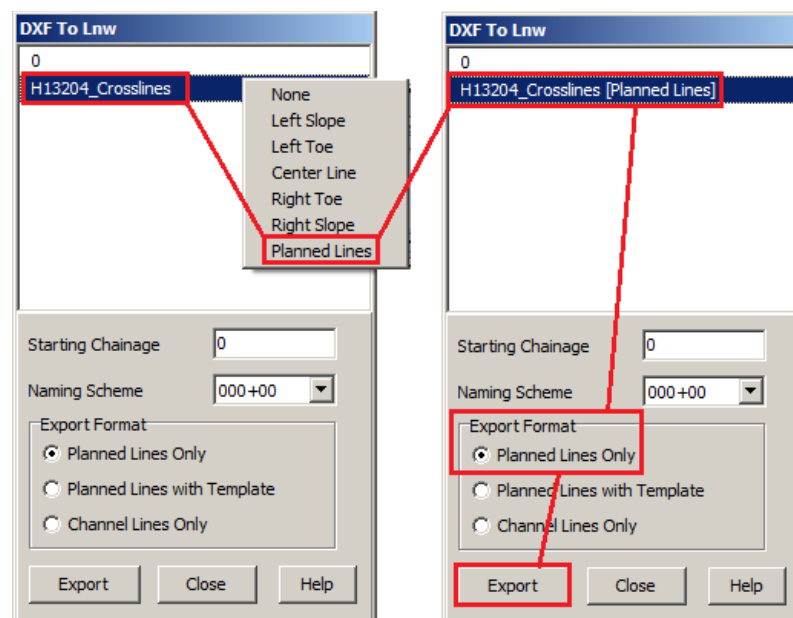 DXF To Lnw
0
H13204_Crosslines
None
Left Slope
Left Toe
Center Line
Right Toe
Right Slope
Planned Lines
Starting Chainage
0
Naming Scheme
000+00
Export Format
Planned Lines Only
Planned Lines with Template
Channel Lines Only
Export
Close
Help
DXF To Lnw
0
H13204_Crosslines [Planned Lines]
Starting Chainage
0
Naming Scheme
000+00
Export Format
Planned Lines Only
Planned Lines with Template
Channel Lines Only
Export
Close
Help